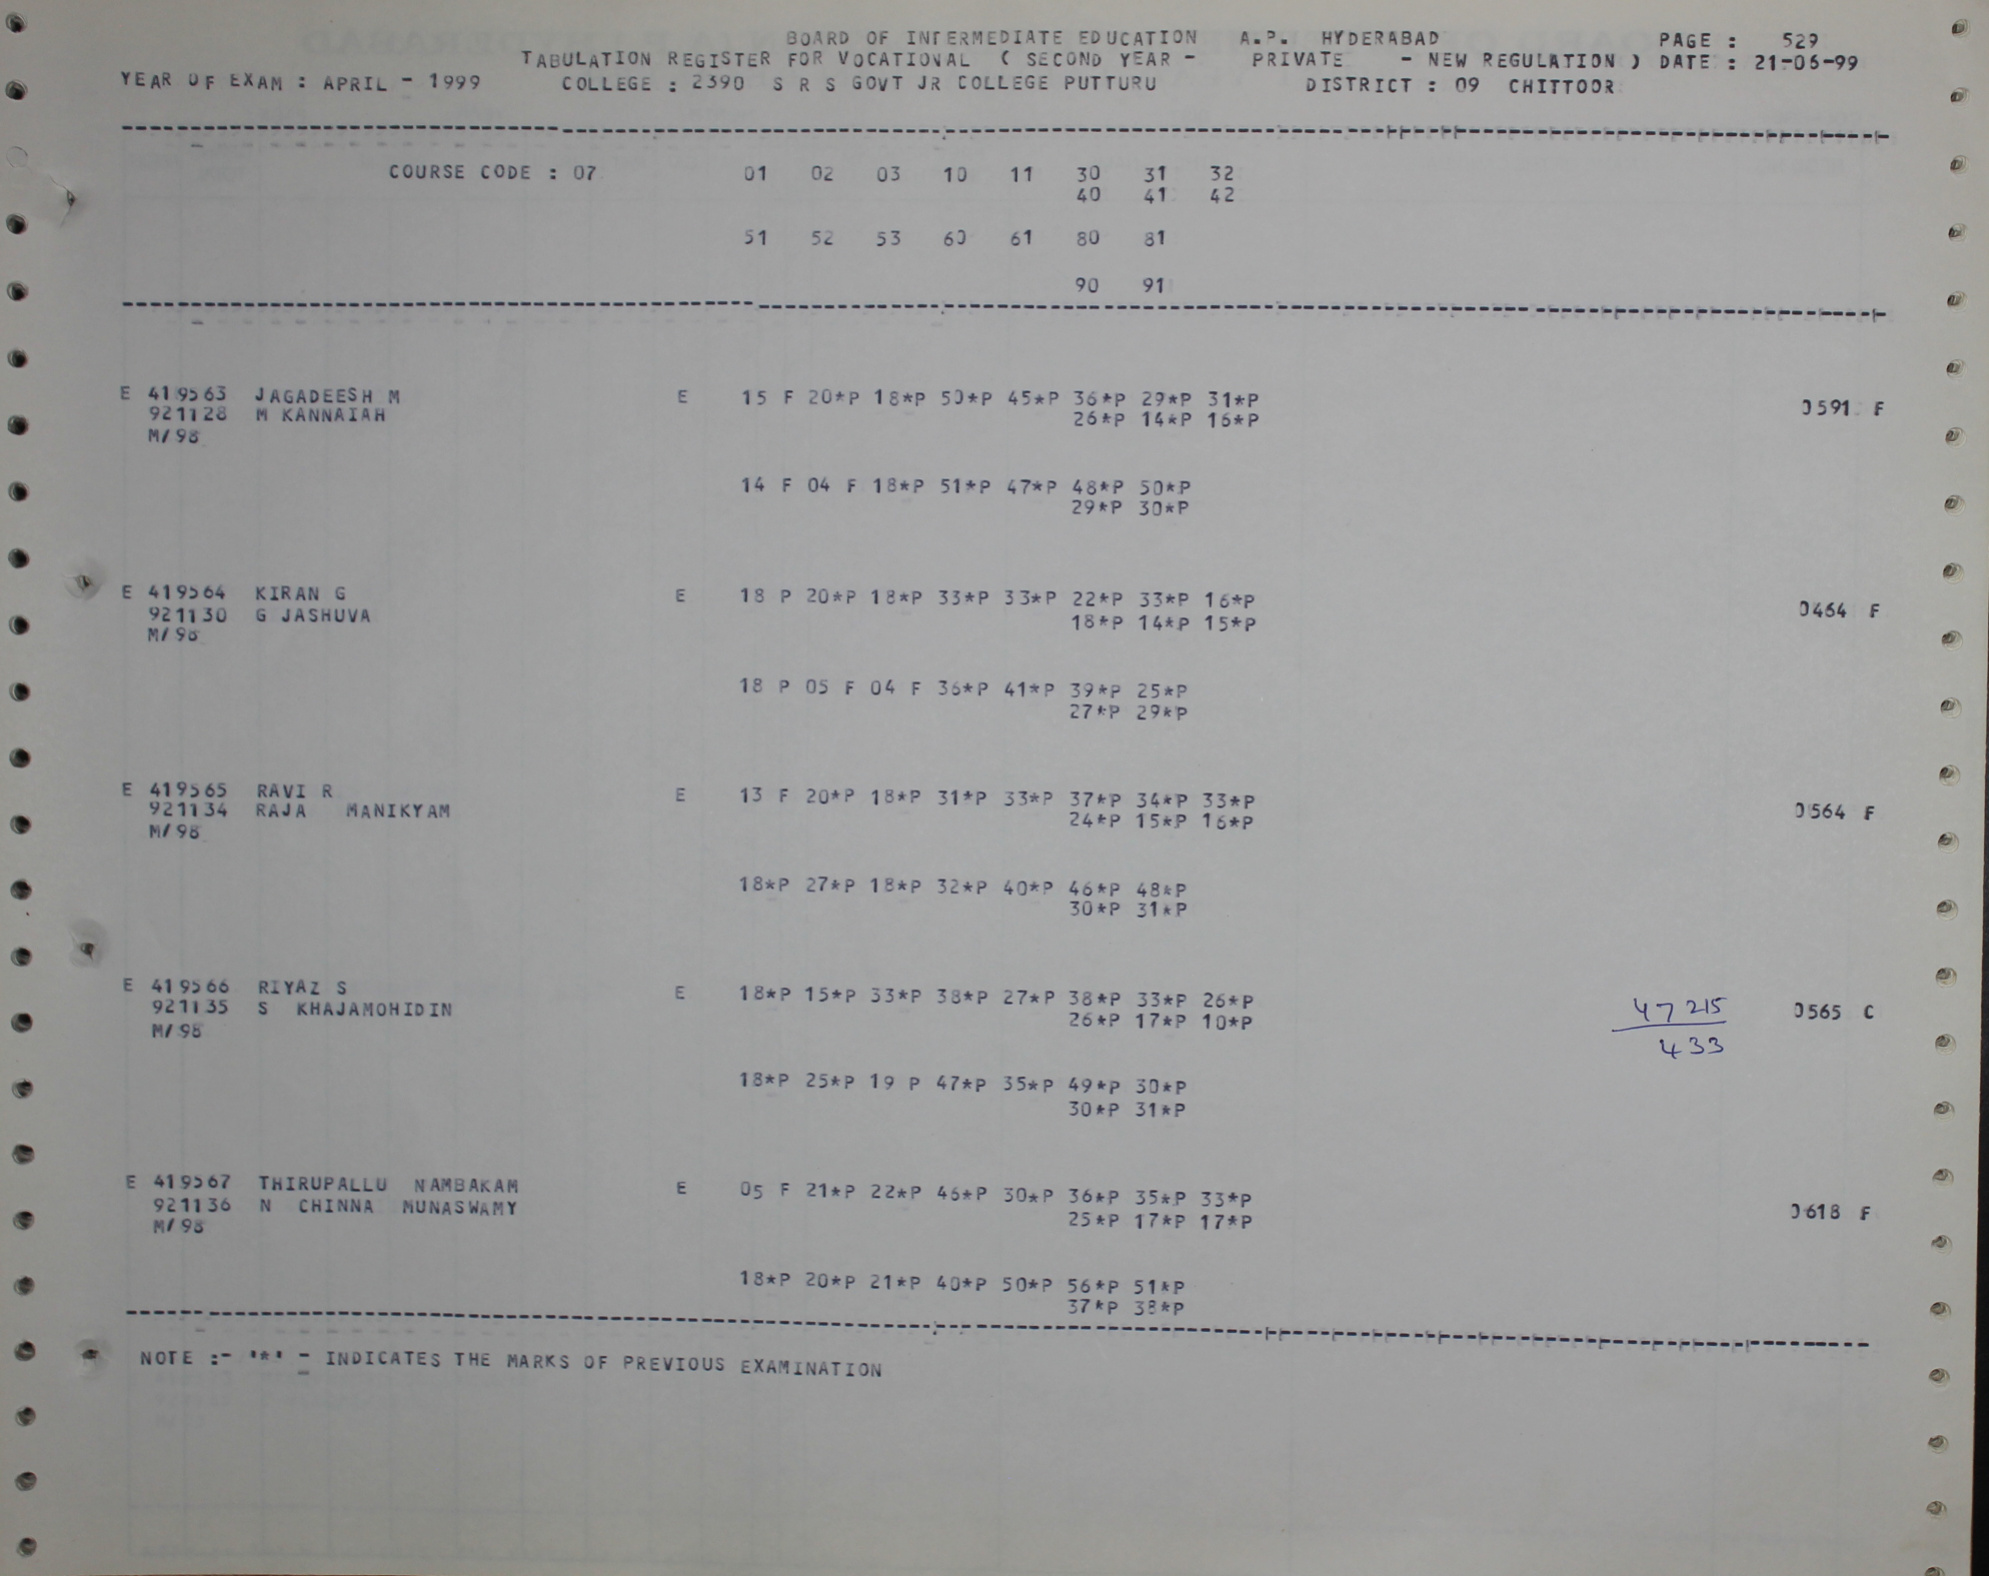 BOARD OF INTERMEDIATE EDUCATION A.P. HYDERABAD PAGE : 529
TABULATION REGISTER FOR VOCATIONAL ( SECOND YEAR - PRIVATE - NEW REGULATION ) DATE : 21-06-99
YEAR OF EXAM : APRIL - 1999 COLLEGE : 2390 S R S GOVT JR COLLEGE PUTTURU DISTRICT : 09 CHITTOOR
COURSE CODE : 07 01 02 03 10 11 30 31 32
40 41 42
51 52 53 60 61 80 81
90 91
E 419563 JAGADEESH M E 15 F 20*P 18*P 50*P 45*P 36*P 29*P 31*P 0591 F
921128 M KANNAIAH 26*P 14*P 16*P
M/98
14 F 04 F 18*P 51*P 47*P 48*P 50*P
29*P 30*P
E 419564 KIRAN G E 18 P 20*P 18*P 33*P 33*P 22*P 33*P 16*P 0464 F
921130 G JASHUVA 18*P 14*P 15*P
M/98
18 P 05 F 04 F 36*P 41*P 39*P 25*P
27*P 29*P
E 419565 RAVI R E 13 F 20*P 18*P 31*P 33*P 37*P 34*P 33*P 0564 F
921134 RAJA MANIKYAM 24*P 15*P 16*P
M/98
18*P 27*P 18*P 32*P 40*P 46*P 48*P
30*P 31*P
E 419566 RIYAZ S E 18*P 15*P 33*P 38*P 27*P 38*P 33*P 26*P 47215 0565 C
921135 S KHAJAMOHIDIN 26*P 17*P 10*P 433
M/98
18*P 25*P 19 P 47*P 35*P 49*P 30*P
30*P 31*P
E 419567 THIRUPALLU NAMBAKAM E 05 F 21*P 22*P 46*P 30*P 36*P 35*P 33*P 0618 F
921136 N CHINNA MUNASWAMY 25*P 17*P 17*P
M/98
18*P 20*P 21*P 40*P 50*P 56*P 51*P
37*P 38*P
NOTE :- '*' - INDICATES THE MARKS OF PREVIOUS EXAMINATION